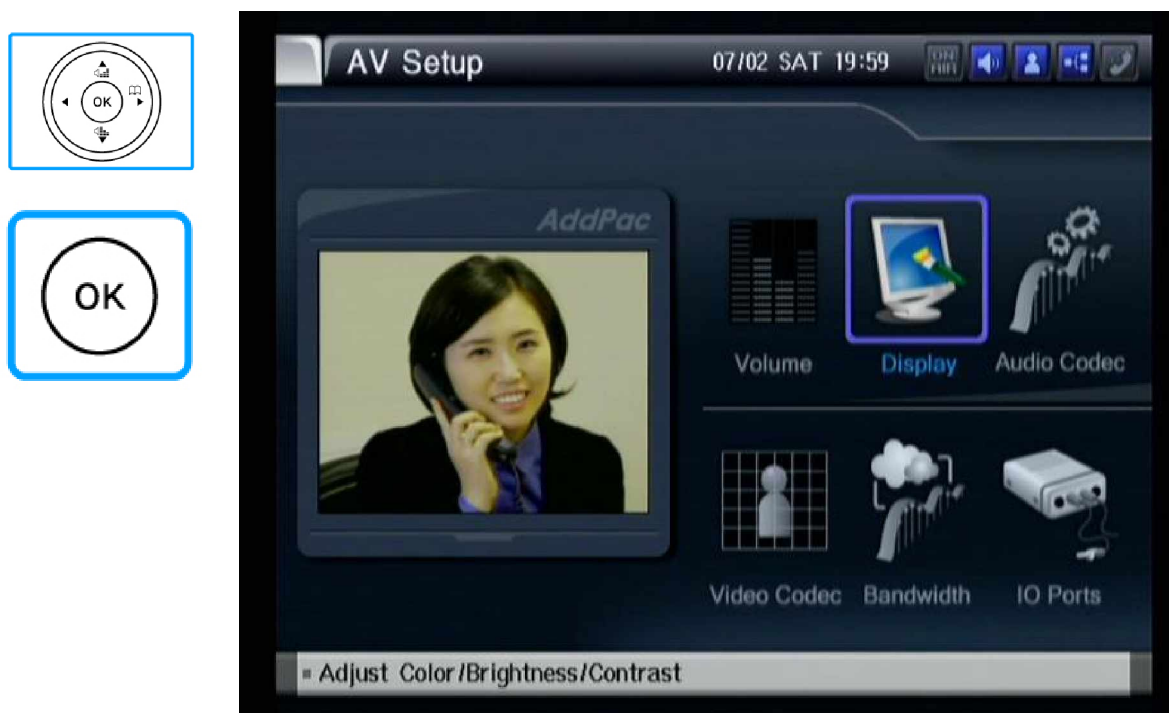 OK
OK
AV Setup
07/02 SAT 19:59
AddPac
Volume
Display
Audio Codec
Video Codec
Bandwidth
IO Ports
Adjust Color/Brightness/Contrast